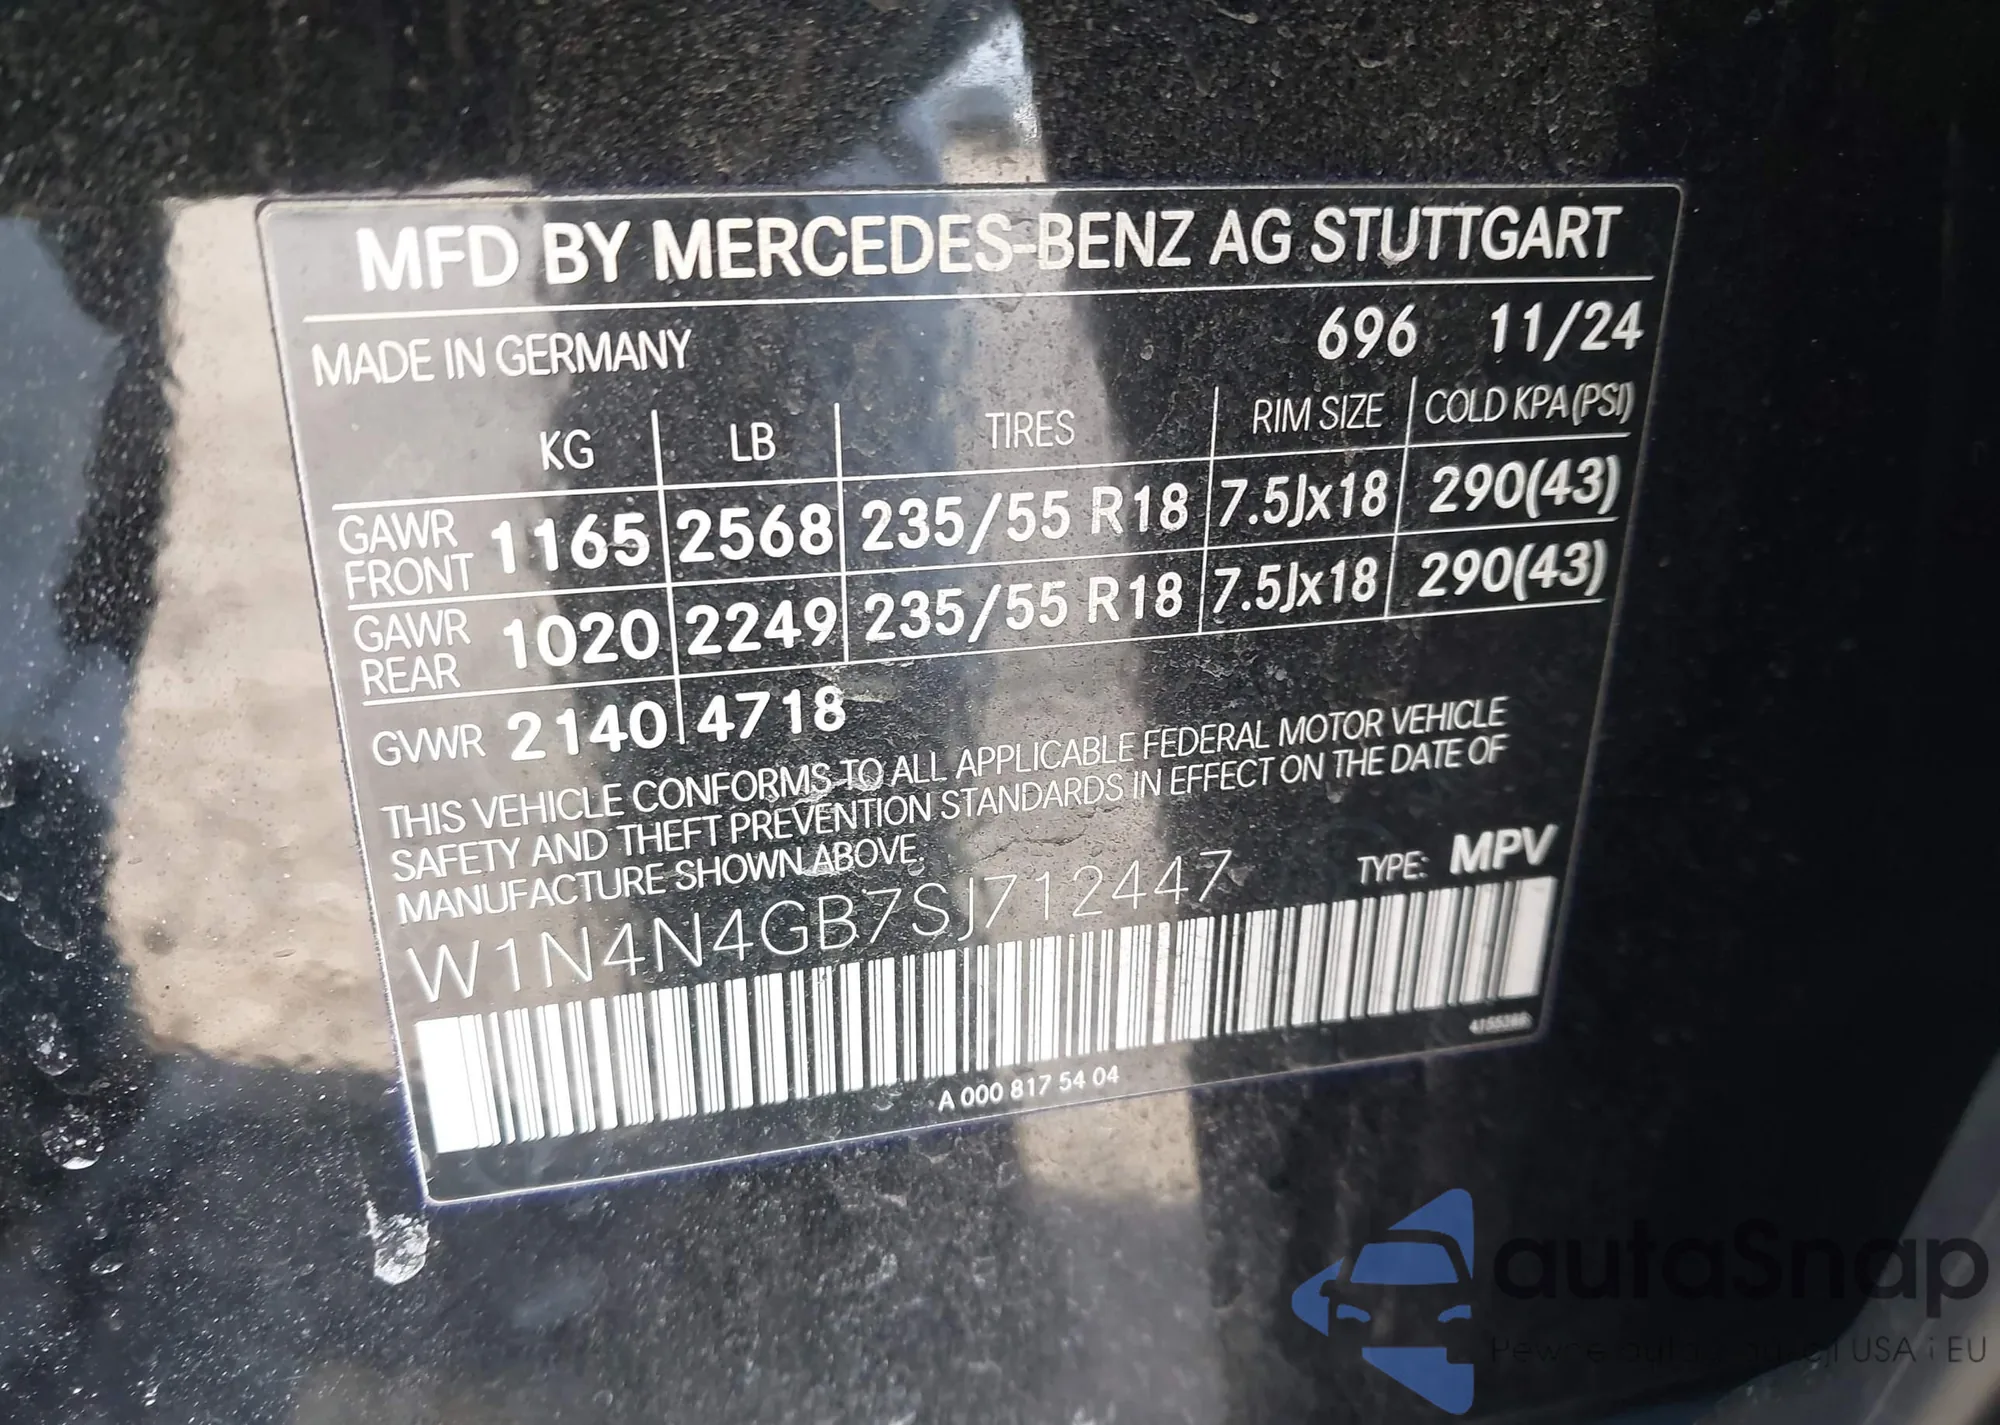 MFD BY MERCEDES-BENZ AG STUTTGART
MADE IN GERMANY 696 11/24
KG LB TIRES RIM SIZE COLD KPA (PSI)
GAWR FRONT 1165 2568 235/55 R18 7.5Jx18 290(43)
GAWR REAR 1020 2249 235/55 R18 7.5Jx18 290(43)
GVWR 2140 4718
THIS VEHICLE CONFORMS TO ALL APPLICABLE FEDERAL MOTOR VEHICLE
SAFETY AND THEFT PREVENTION STANDARDS IN EFFECT ON THE DATE OF
MANUFACTURE SHOWN ABOVE.
TYPE: MPV
W1N4N4GB7SJ712447
A 000 817 54 04
autaSnap
USA i EU